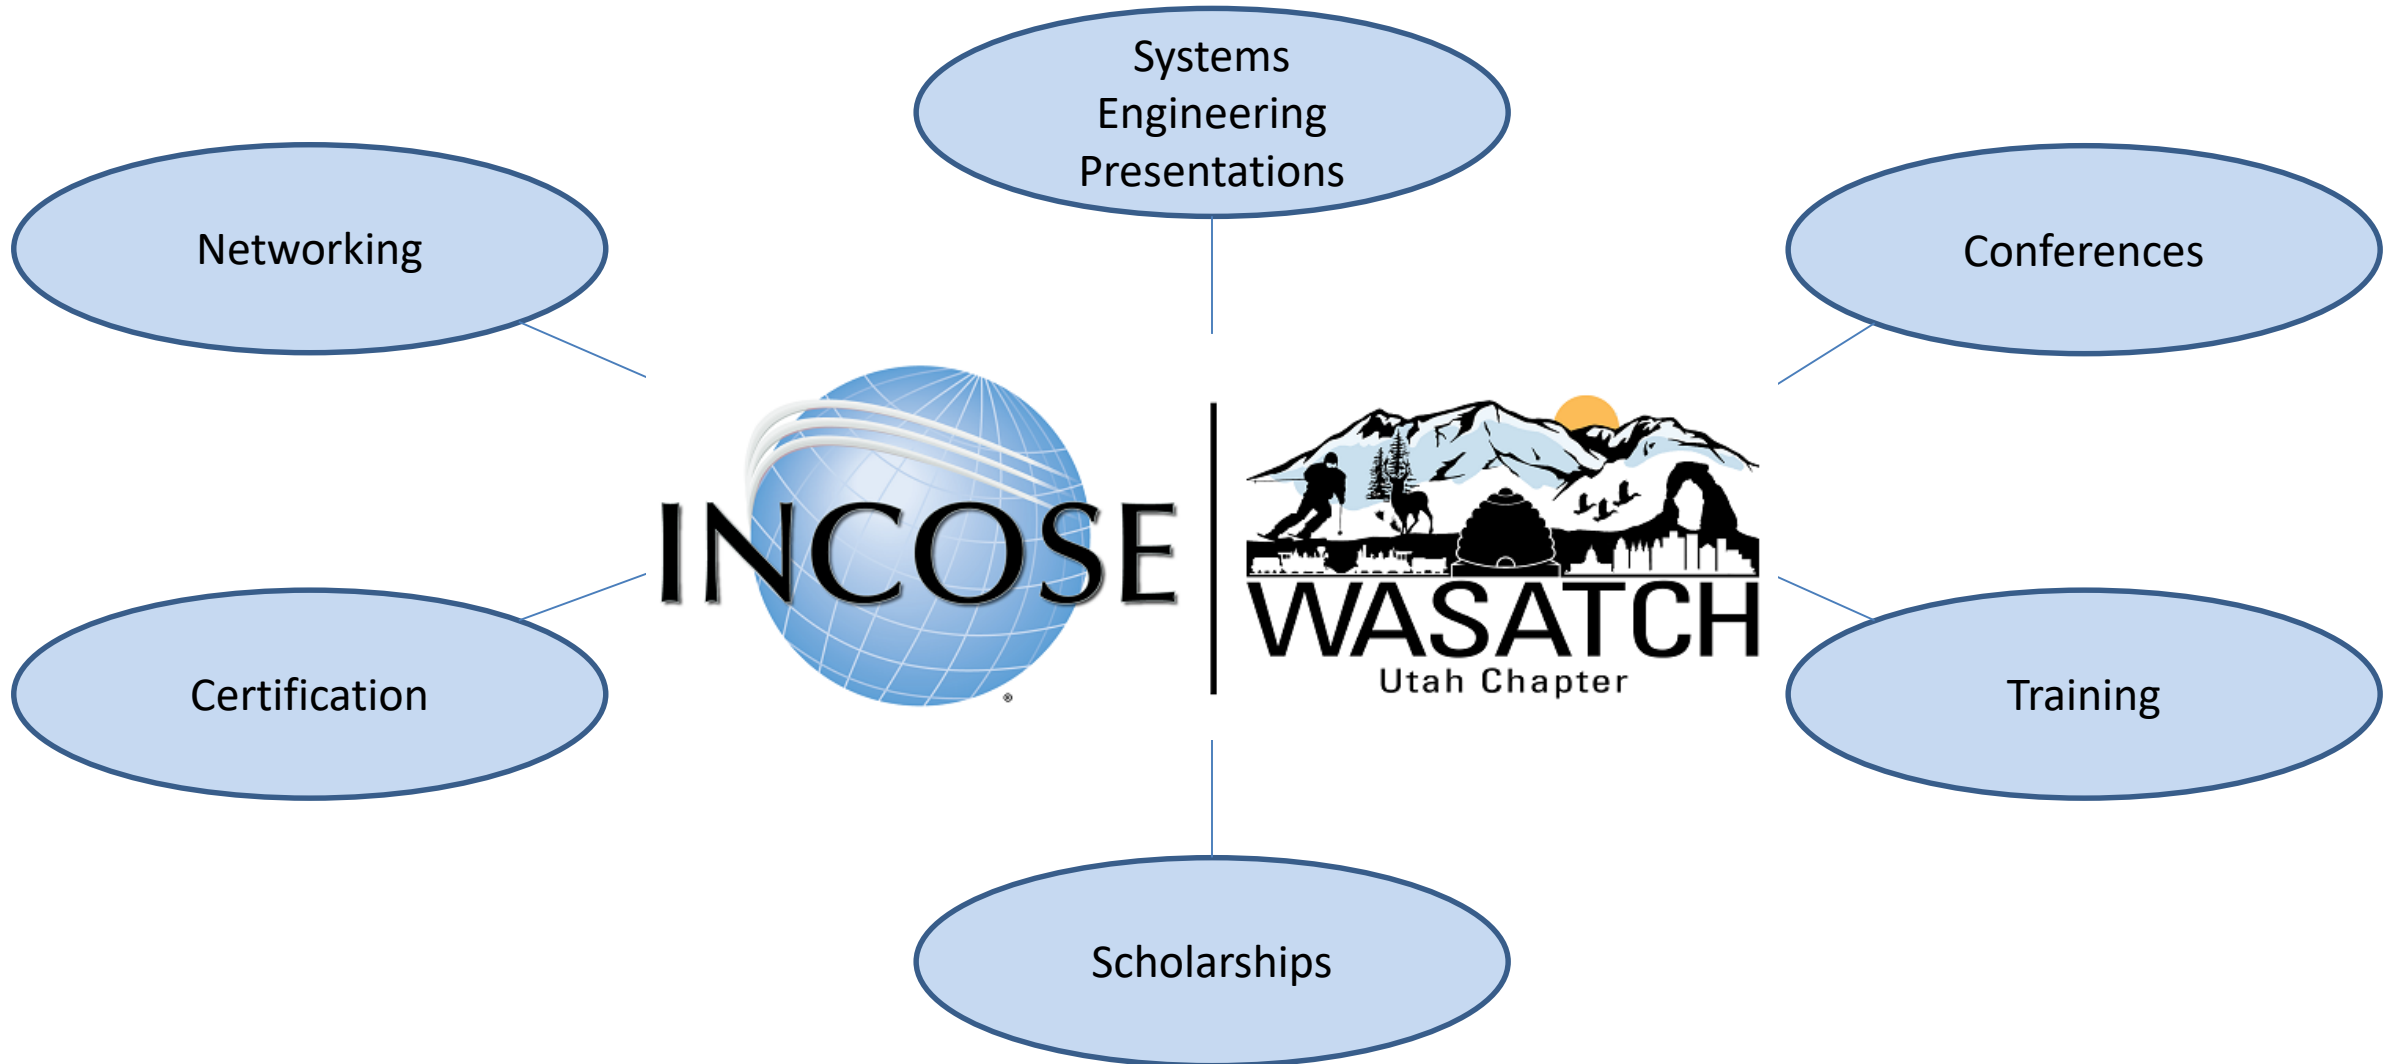 Systems
Engineering
Presentations
Networking
Conferences
INCOSE
®
WASATCH
Utah Chapter
Certification
Training
Scholarships